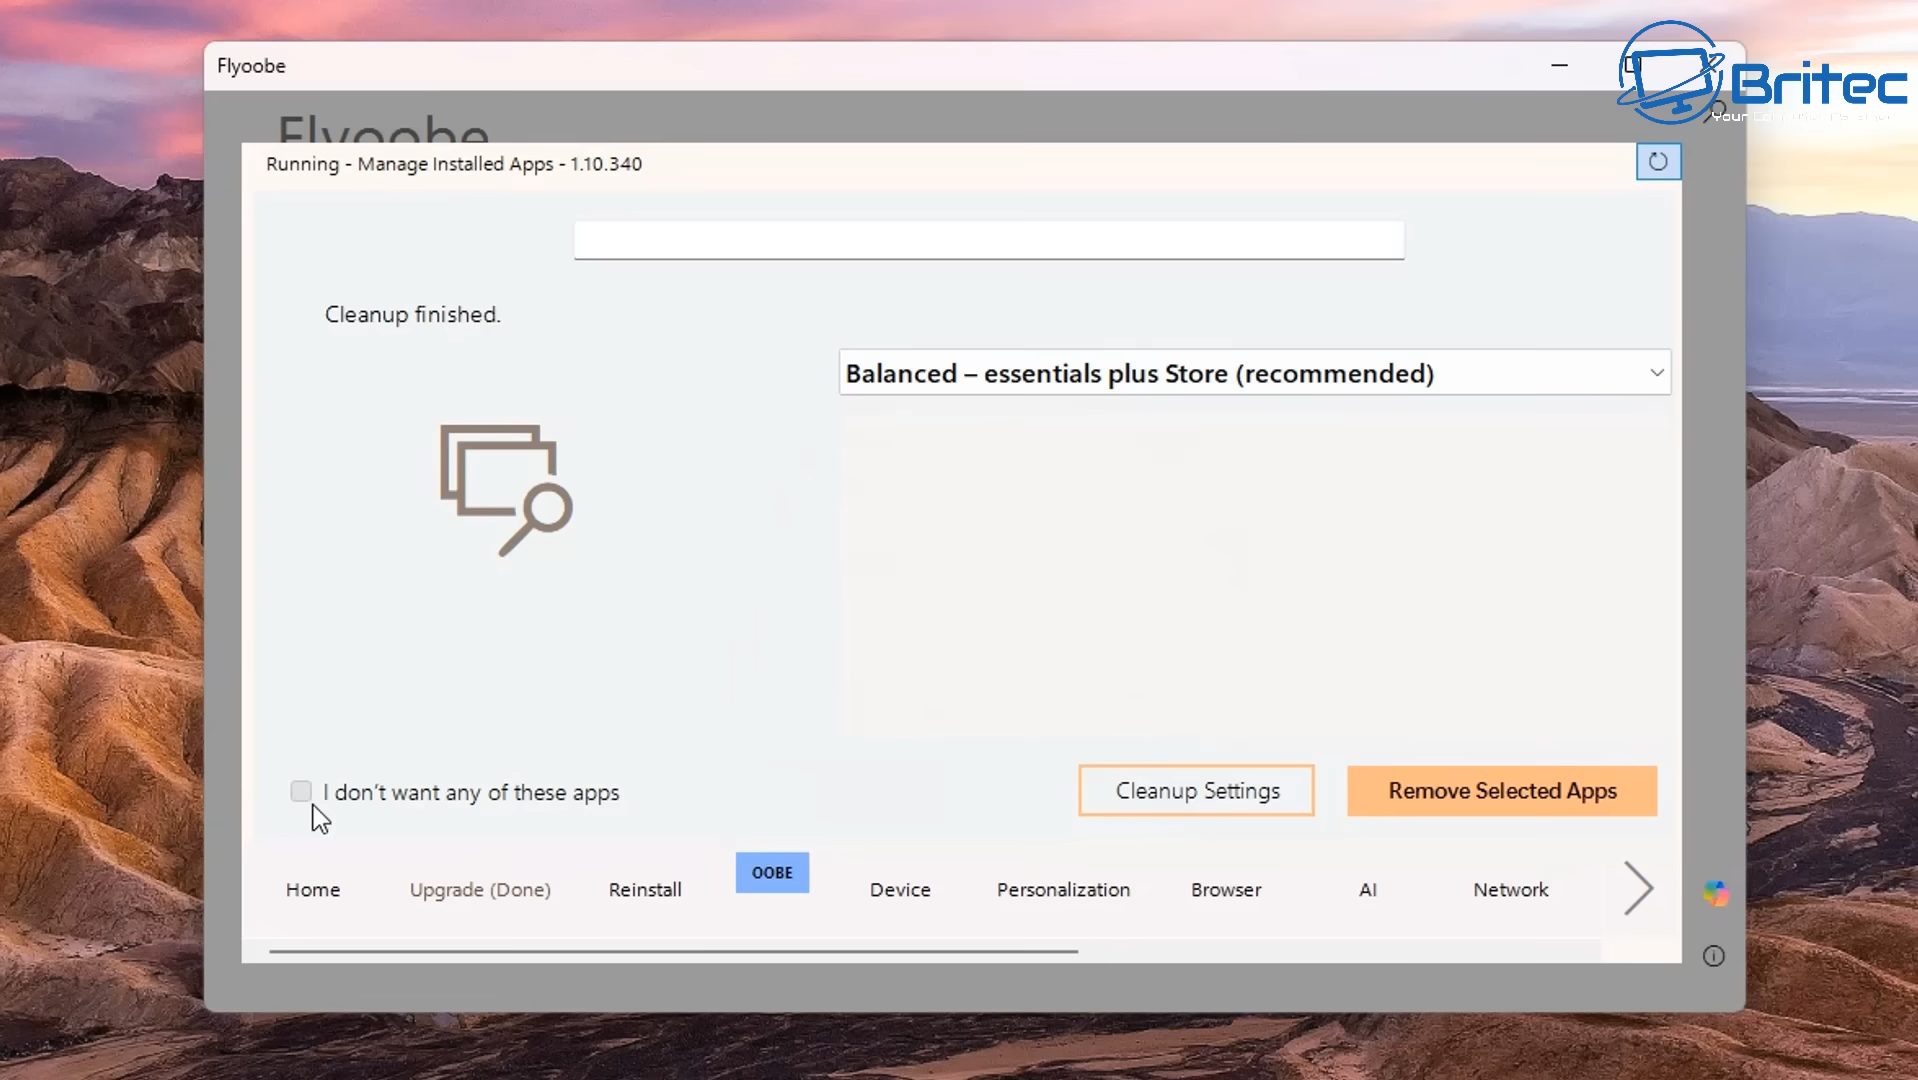 Flyoobe
Britec
Flyoobe
Running - Manage Installed Apps - 1.10.340
Cleanup finished.
Balanced – essentials plus Store (recommended)
I don't want any of these apps
Cleanup Settings
Remove Selected Apps
OOBE
Home
Upgrade (Done)
Reinstall
Device
Personalization
Browser
AI
Network